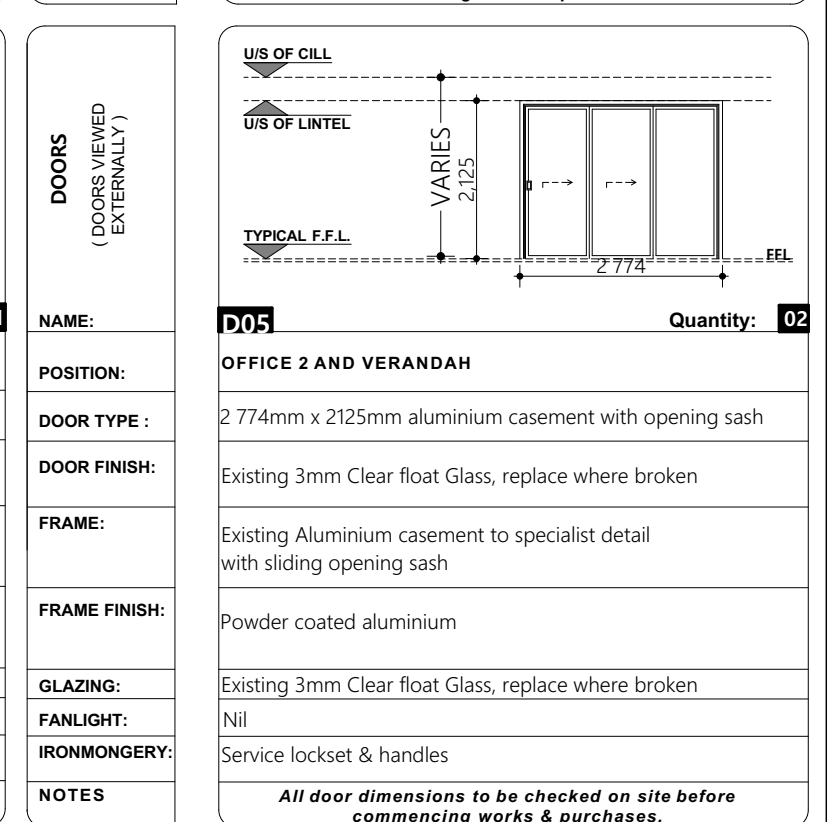 U/S OF CILL
U/S OF LINTEL
VARIES
2,125
TYPICAL F.F.L.
FFL
2 774
DOORS
( DOORS VIEWED
EXTERNALLY )
NAME:
D05
Quantity: 02
POSITION:
OFFICE 2 AND VERANDAH
DOOR TYPE :
2 774mm x 2125mm aluminium casement with opening sash
DOOR FINISH:
Existing 3mm Clear float Glass, replace where broken
FRAME:
Existing Aluminium casement to specialist detail
with sliding opening sash
FRAME FINISH:
Powder coated aluminium
GLAZING:
Existing 3mm Clear float Glass, replace where broken
FANLIGHT:
Nil
IRONMONGERY:
Service lockset & handles
NOTES
All door dimensions to be checked on site before
commencing works & purchases.